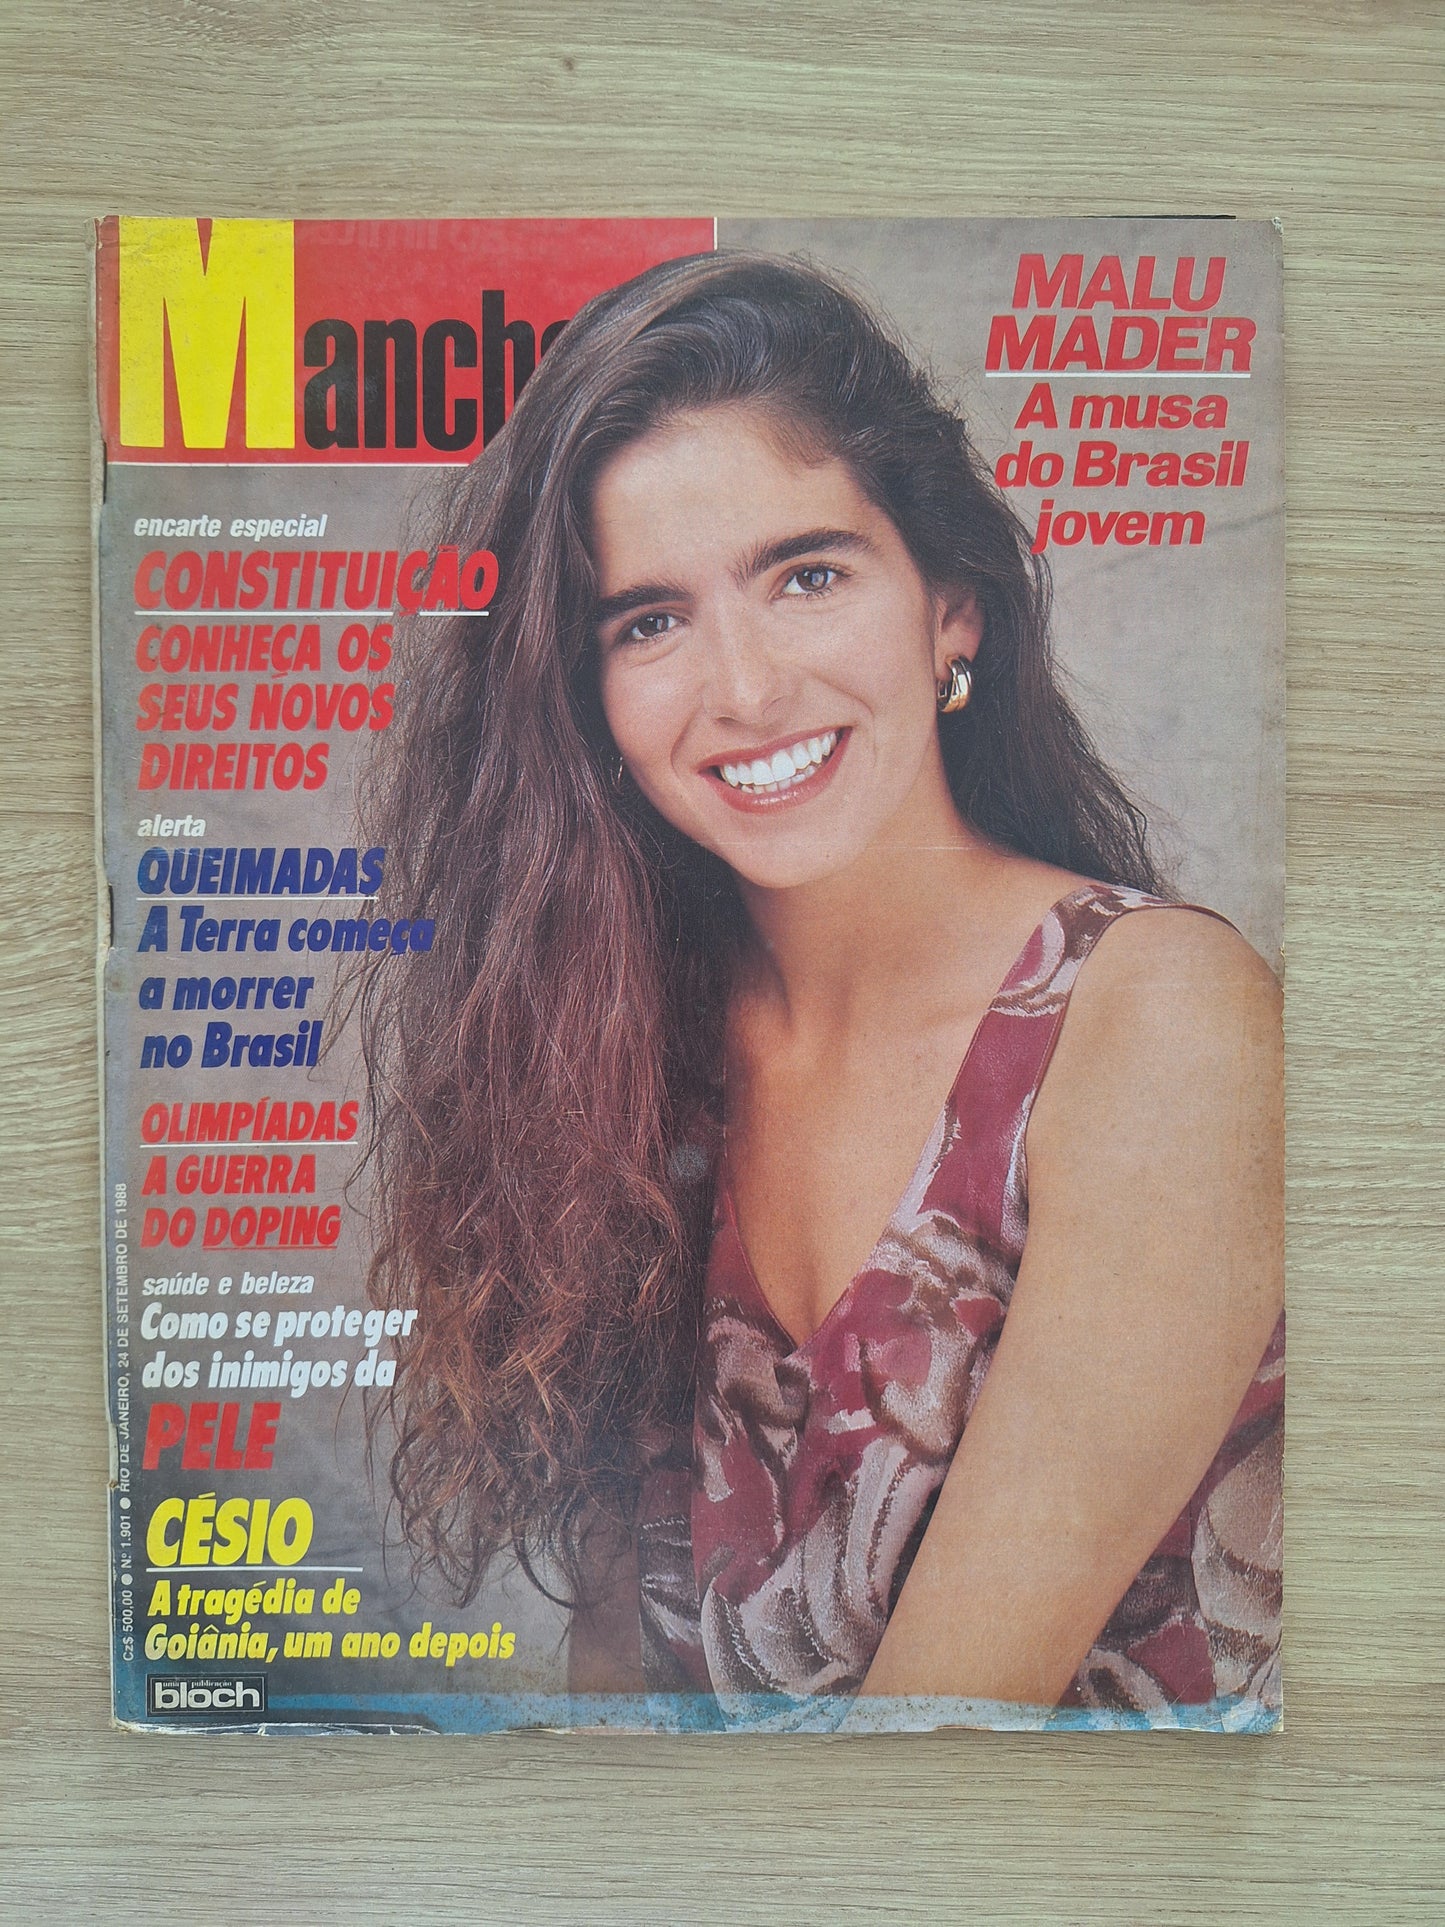 Manch
MALU
MADER
A musa
do Brasil
jovem
encarte especial
CONSTITUIÇÃO
CONHEÇA OS
SEUS NOVOS
DIREITOS
alerta
QUEIMADAS
A Terra começa
a morrer
no Brasil
OLIMPÍADAS
A GUERRA
DO DOPING
saúde e beleza
Como se proteger
dos inimigos da
PELE
CÉSIO
A tragédia de
Goiânia, um ano depois
uma publicação
bloch
Cz$ 500,00 ● Nº 1.901 ● RIO DE JANEIRO, 24 DE SETEMBRO DE 1988